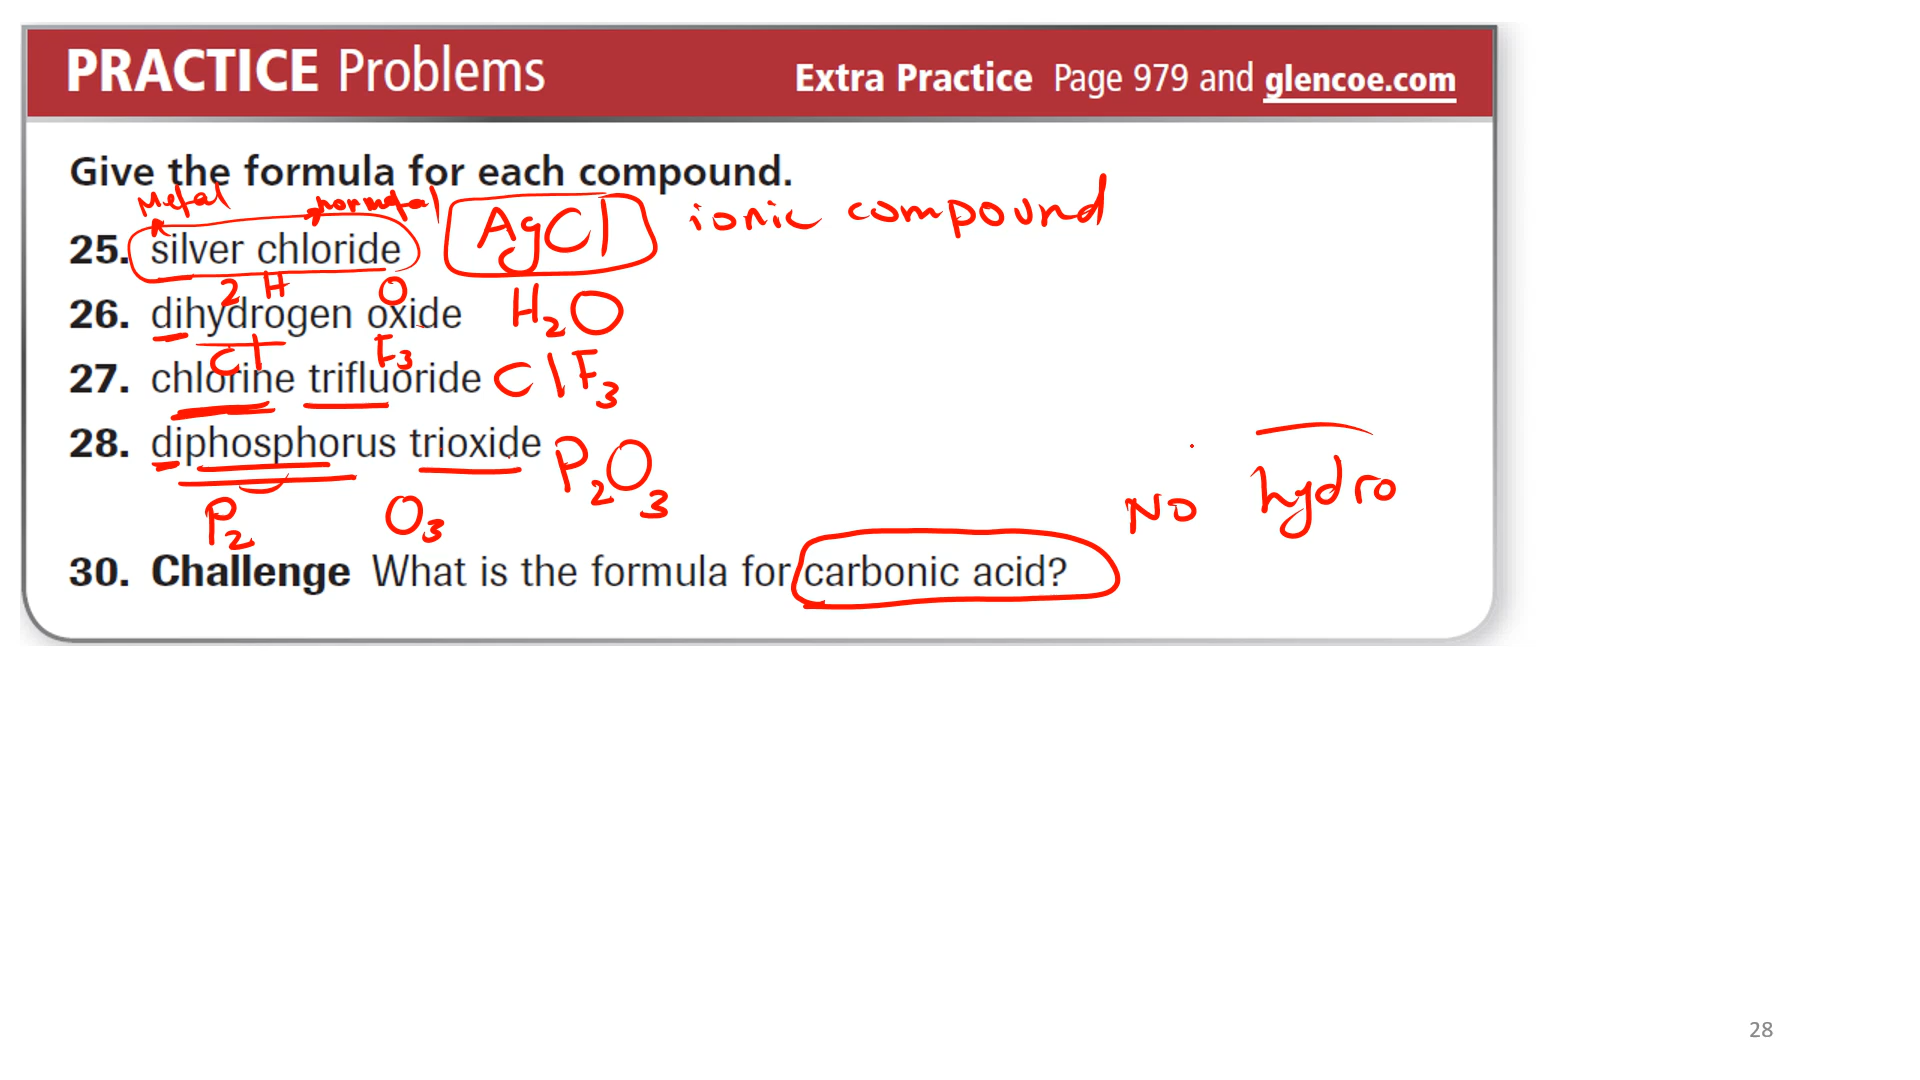 PRACTICE Problems Extra Practice Page 979 and glencoe.com
Give the formula for each compound.
Metal nonmetal
25. silver chloride AgCl ionic compound
2 H O
26. dihydrogen oxide H2O
Cl F3
27. chlorine trifluoride ClF3
28. diphosphorus trioxide P2O3
P2 O3 No hydro
30. Challenge What is the formula for carbonic acid?
28